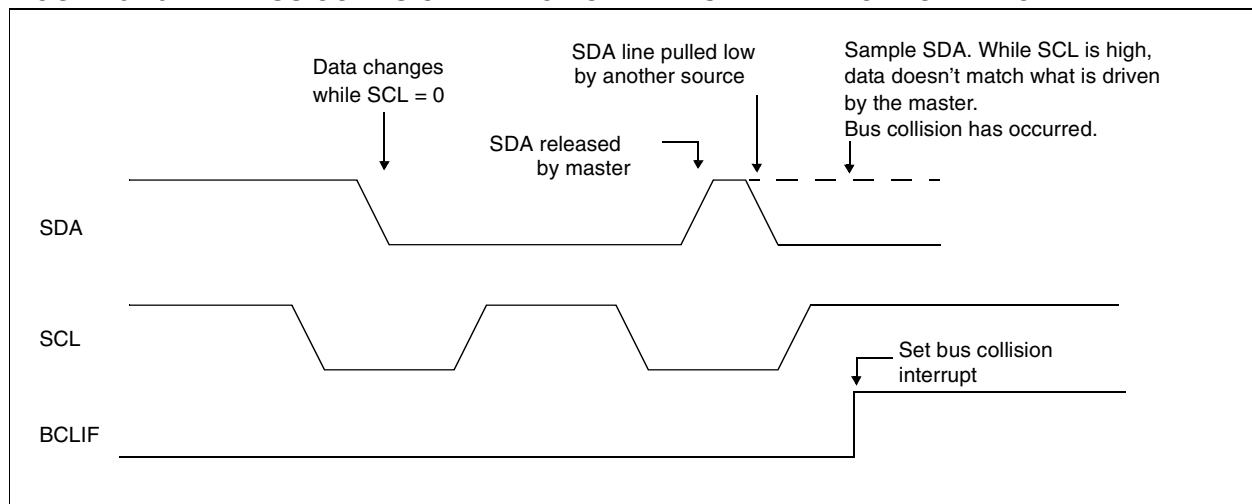 Data changes
while SCL = 0
SDA line pulled low
by another source
Sample SDA. While SCL is high,
data doesn’t match what is driven
by the master.
Bus collision has occurred.
SDA released
by master
SDA
SCL
Set bus collision
interrupt
BCLIF